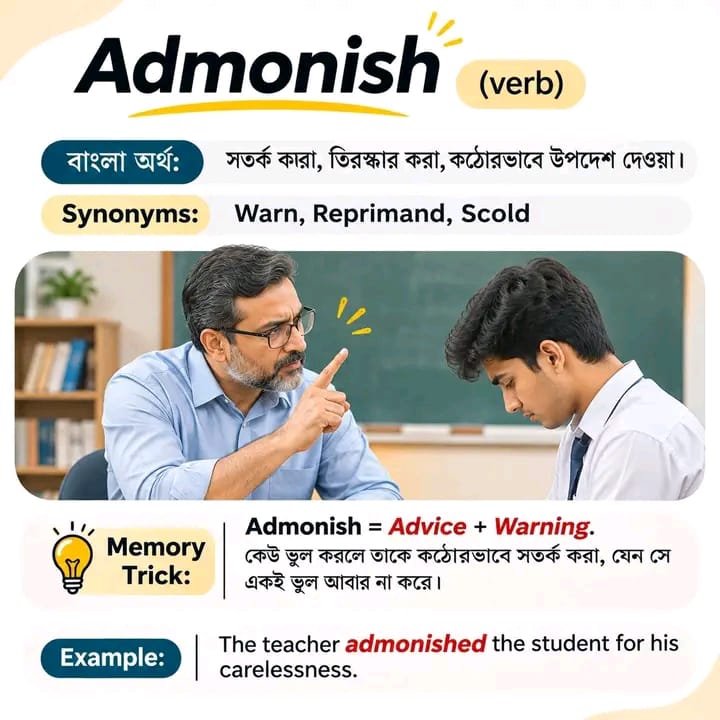 Admonish (verb)
বাংলা অর্থ: সতর্ক কারা, তিরস্কার করা, কঠোরভাবে উপদেশ দেওয়া।
Synonyms: Warn, Reprimand, Scold
Memory Trick:
Admonish = Advice + Warning.
কেউ ভুল করলে তাকে কঠোরভাবে সতর্ক করা, যেন সে
একই ভুল আবার না করে।
Example:
The teacher admonished the student for his
carelessness.